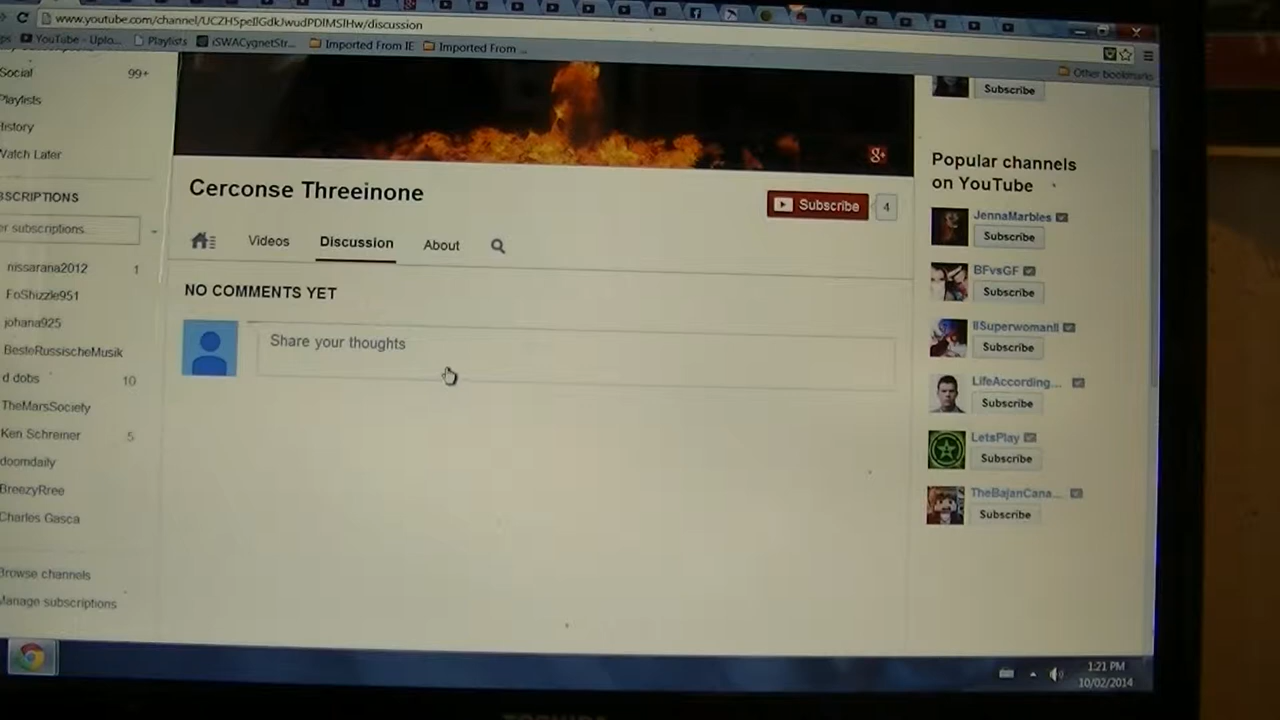 www.youtube.com/channel/UCZH5peIJGdkJwudPDlMSlHw/discussion
YouTube - Uplo...
Playlists
iSWACygnetStr...
Imported From IE
Imported From ...
Other bookmarks
Social 99+
Playlists
History
Watch Later
subscriptions
nissarana2012 1
FoShizzle951
johana925
BesteRussischeMusik
d dobs 10
TheMarsSociety
Ken Schreiner 5
doomdaily
BreezyRree
Charles Gasca
Browse channels
Manage subscriptions
Cerconse Threeinone
Subscribe 4
Videos
Discussion
About
NO COMMENTS YET
Share your thoughts
Subscribe
Popular channels
on YouTube
JennaMarbles
Subscribe
BFvsGF
Subscribe
IISuperwomanII
Subscribe
LifeAccording...
Subscribe
LetsPlay
Subscribe
TheBajanCana...
Subscribe
1:21 PM
10/02/2014